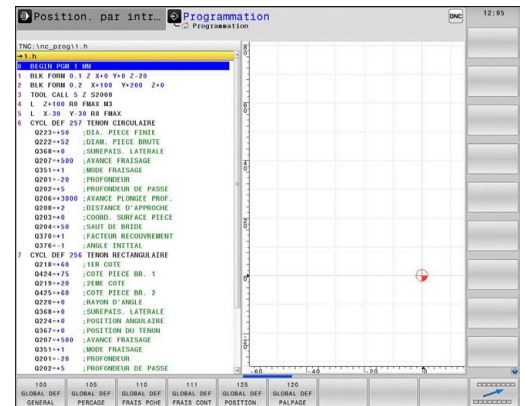 Position. par intr...
Programmation
Programmation
DNC
12:05
TNC:\nc_prog\1.h
→1.h
0 BEGIN PGM 1 MM
1 BLK FORM 0.1 Z X+0 Y+0 Z-20
2 BLK FORM 0.2 X+100 Y+200 Z+0
3 TOOL CALL 5 Z S2000
4 L Z+100 R0 FMAX M3
5 L X-30 Y-30 R0 FMAX
6 CYCL DEF 257 TENON CIRCULAIRE
Q223=+50 ;DIA. PIECE FINIE
Q222=+52 ;DIAM. PIECE BRUTE
Q368=+0 ;SUREPAIS. LATERALE
Q207=+500 ;AVANCE FRAISAGE
Q351=+1 ;MODE FRAISAGE
Q201=-20 ;PROFONDEUR
Q202=+5 ;PROFONDEUR DE PASSE
Q206=+3000 ;AVANCE PLONGEE PROF.
Q200=+2 ;DISTANCE D'APPROCHE
Q203=+0 ;COORD. SURFACE PIECE
Q204=+50 ;SAUT DE BRIDE
Q370=+1 ;FACTEUR RECOUVREMENT
Q376=-1 ;ANGLE INITIAL
7 CYCL DEF 256 TENON RECTANGULAIRE
Q218=+60 ;1ER COTE
Q424=+75 ;COTE PIECE BR. 1
Q219=+20 ;2EME COTE
Q425=+60 ;COTE PIECE BR. 2
Q220=+0 ;RAYON D'ANGLE
Q368=+0 ;SUREPAIS. LATERALE
Q224=+0 ;POSITION ANGULAIRE
Q367=+0 ;POSITION DU TENON
Q207=+500 ;AVANCE FRAISAGE
Q351=+1 ;MODE FRAISAGE
Q201=-20 ;PROFONDEUR
Q202=+5 ;PROFONDEUR DE PASSE
-60 -40 -20 0
100 GLOBAL DEF GENERAL
105 GLOBAL DEF PERCAGE
110 GLOBAL DEF FRAIS PCHE
111 GLOBAL DEF FRAIS CONT
125 GLOBAL DEF POSITION.
120 GLOBAL DEF PALPAGE